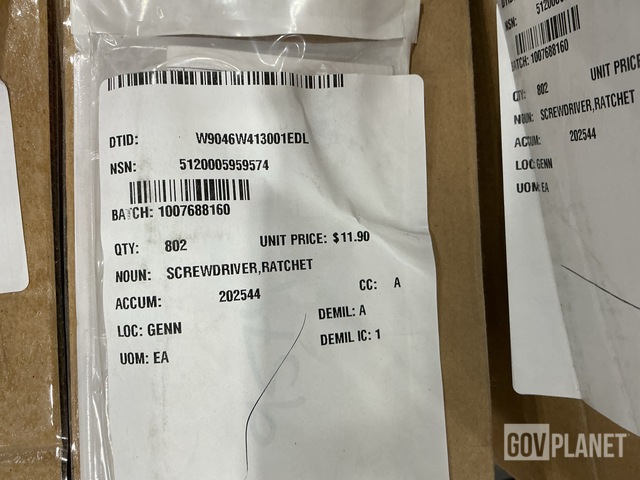 DTID: W9046W413001EDL
NSN: 5120005959574
BATCH: 1007688160
QTY: 802 UNIT PRICE: $11.90
NOUN: SCREWDRIVER,RATCHET
ACCUM: 202544 CC: A
LOC: GENN DEMIL: A
UOM: EA DEMIL IC: 1
NSN:
BATCH: 1007688160
QTY: 802 UNIT PRICE:
NOUN: SCREWDRIVER,RATCHET
ACCUM: 202544
LOC: GENN
UOM: EA
GOVPLANET